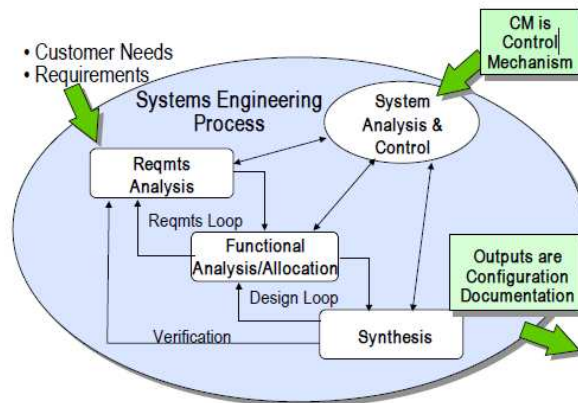 • Customer Needs
• Requirements
CM is
Control
Mechanism
Systems Engineering
Process
System
Analysis &
Control
Reqmts
Analysis
Reqmts Loop
Functional
Analysis/Allocation
Outputs are
Configuration
Documentation
Design Loop
Verification
Synthesis